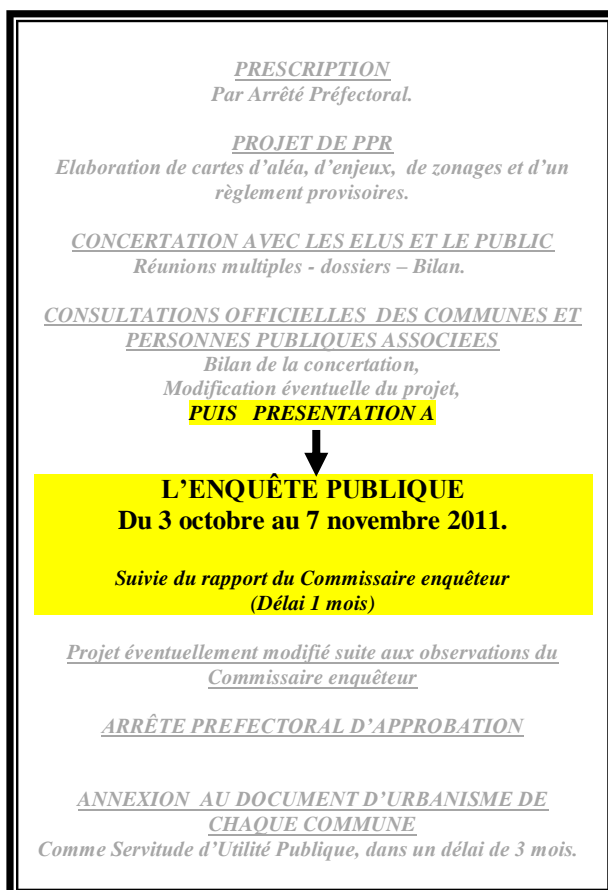 PRESCRIPTION
Par Arrêté Préfectoral.
PROJET DE PPR
Elaboration de cartes d'aléa, d'enjeux, de zonages et d'un
règlement provisoires.
CONCERTATION AVEC LES ELUS ET LE PUBLIC
Réunions multiples - dossiers – Bilan.
CONSULTATIONS OFFICIELLES DES COMMUNES ET
PERSONNES PUBLIQUES ASSOCIEES
Bilan de la concertation,
Modification éventuelle du projet,
PUIS PRESENTATION A
L'ENQUÊTE PUBLIQUE
Du 3 octobre au 7 novembre 2011.
Suivie du rapport du Commissaire enquêteur
(Délai 1 mois)
Projet éventuellement modifié suite aux observations du
Commissaire enquêteur
ARRÊTE PREFECTORAL D'APPROBATION
ANNEXION AU DOCUMENT D'URBANISME DE
CHAQUE COMMUNE
Comme Servitude d'Utilité Publique, dans un délai de 3 mois.